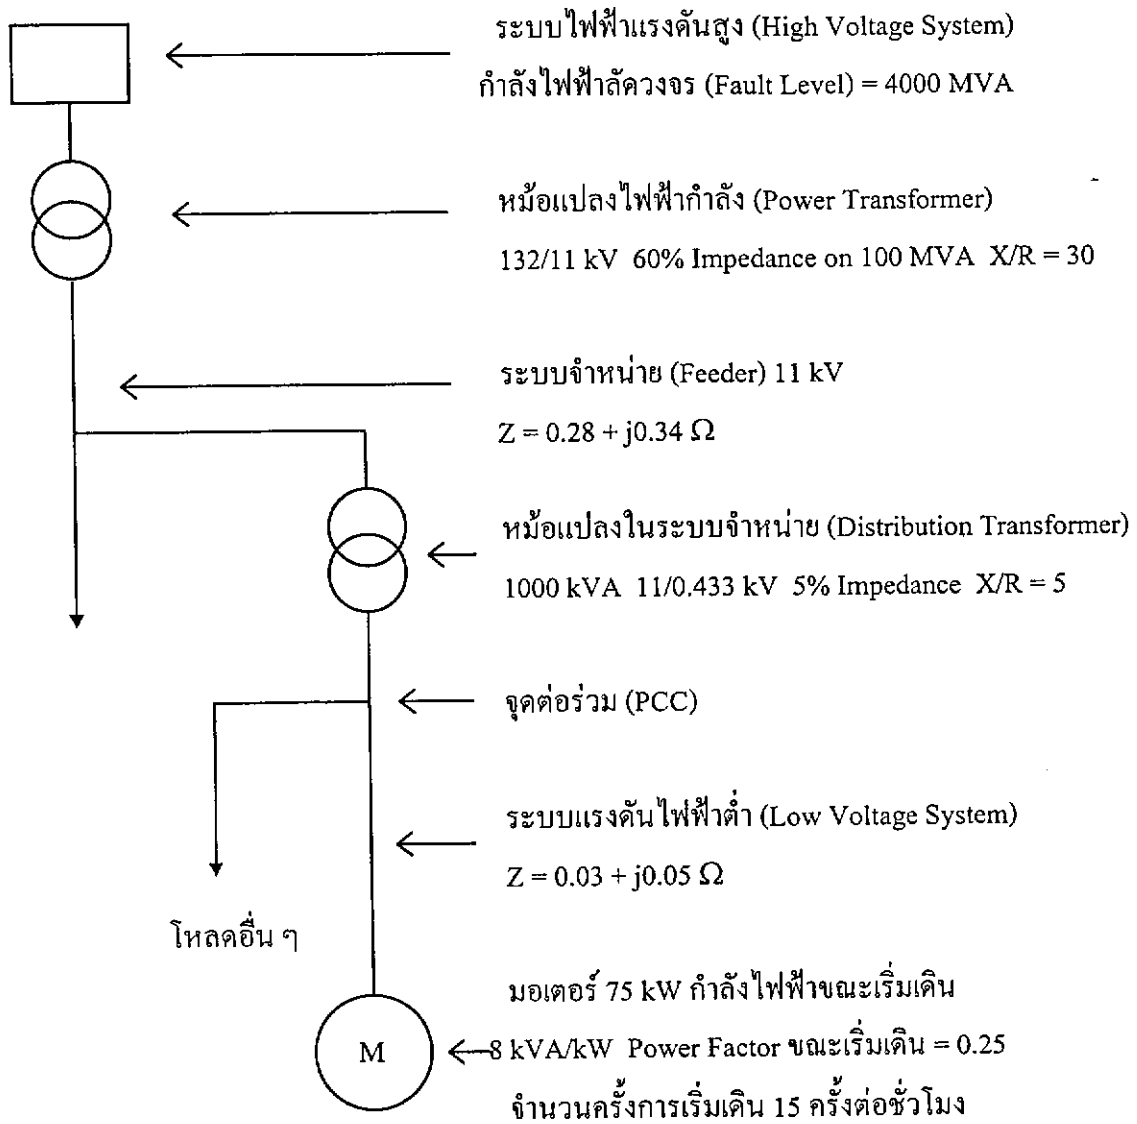 ระบบไฟฟ้าแรงดันสูง (High Voltage System)
กำลังไฟฟ้าลัดวงจร (Fault Level) = 4000 MVA
หม้อแปลงไฟฟ้ากำลัง (Power Transformer)
132/11 kV 60% Impedance on 100 MVA X/R = 30
ระบบจำหน่าย (Feeder) 11 kV
Z = 0.28 + j0.34 Ω
หม้อแปลงในระบบจำหน่าย (Distribution Transformer)
1000 kVA 11/0.433 kV 5% Impedance X/R = 5
จุดต่อร่วม (PCC)
ระบบแรงดันไฟฟ้าต่ำ (Low Voltage System)
Z = 0.03 + j0.05 Ω
โหลดอื่น ๆ
มอเตอร์ 75 kW กำลังไฟฟ้าขณะเริ่มเดิน
M
8 kVA/kW Power Factor ขณะเริ่มเดิน = 0.25
จำนวนครั้งการเริ่มเดิน 15 ครั้งต่อชั่วโมง